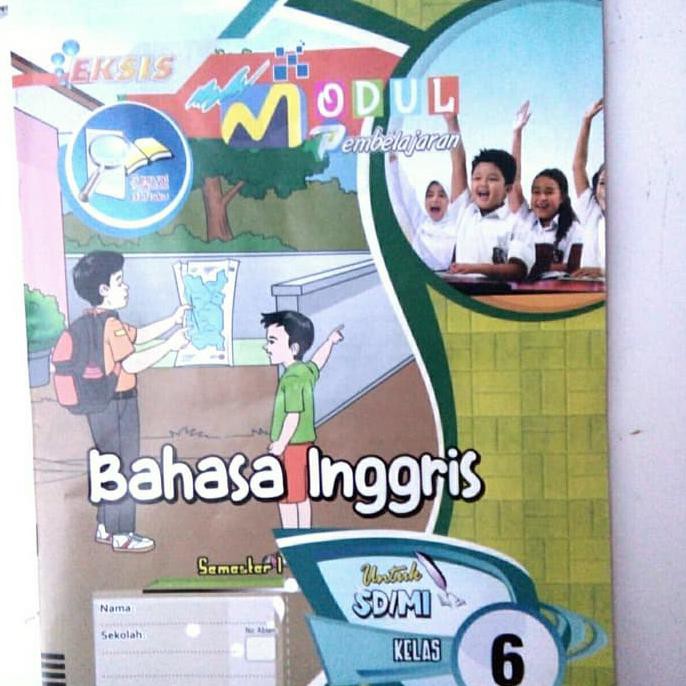 EKSIS
MODUL
Pembelajaran
Bahasa Inggris
Semester 1
Untuk
SD/MI
KELAS
6
Nama:
Sekolah:
No. Absen